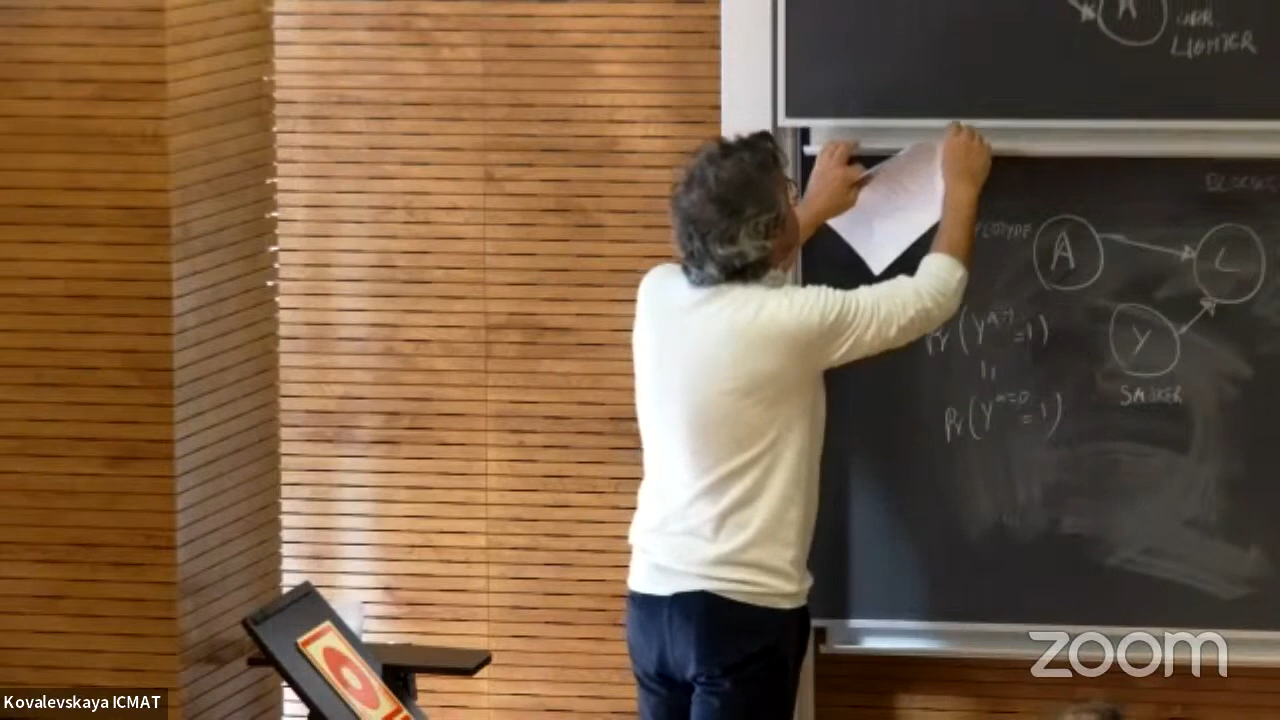 LIGHTER
A
L
Pr(Y^{a=1}=1)
Y
Pr(Y^{a=0}=1)
SMOKER
zoom
Kovalevskaya ICMAT